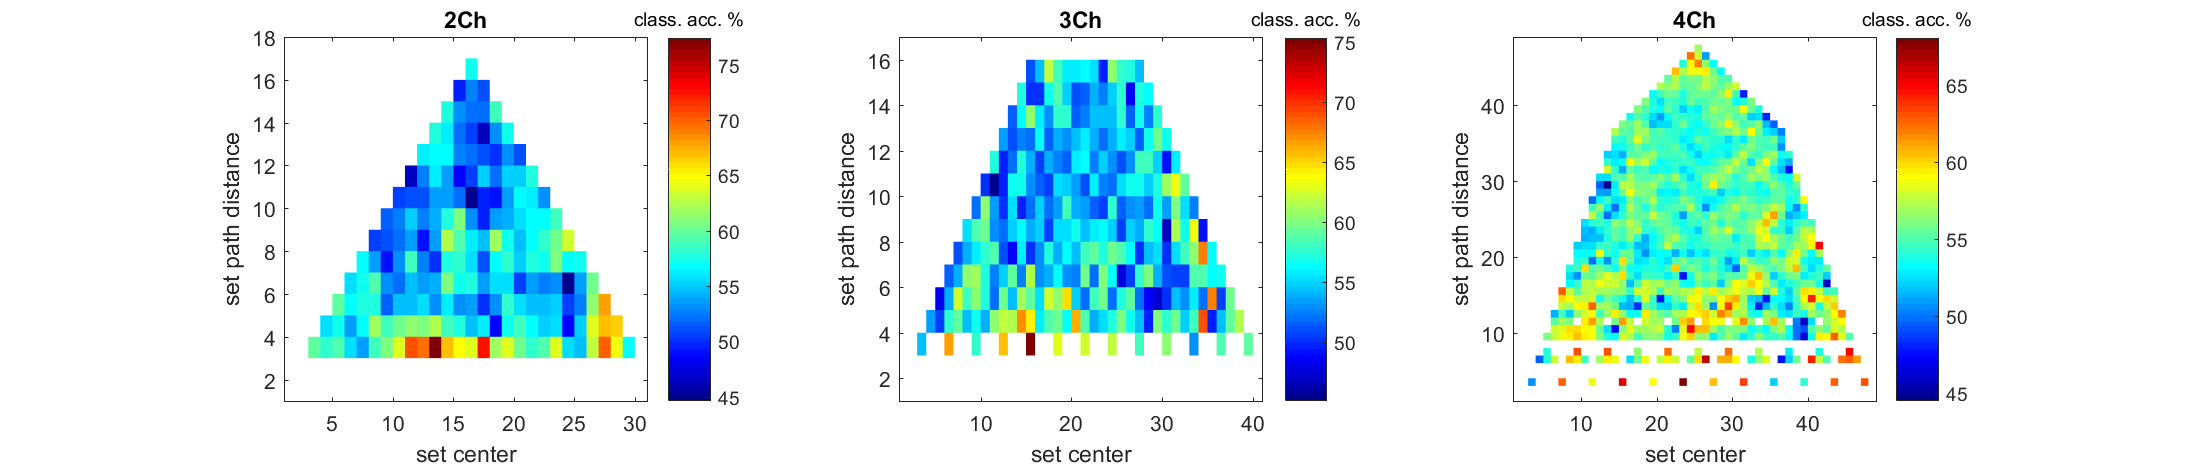 2Ch
class. acc. %
set path distance
18
16
14
12
10
8
6
4
2
5 10 15 20 25 30
set center
75
70
65
60
55
50
45
3Ch
class. acc. %
set path distance
16
14
12
10
8
6
4
2
10 20 30 40
set center
75
70
65
60
55
50
4Ch
class. acc. %
set path distance
40
30
20
10
10 20 30 40
set center
65
60
55
50
45